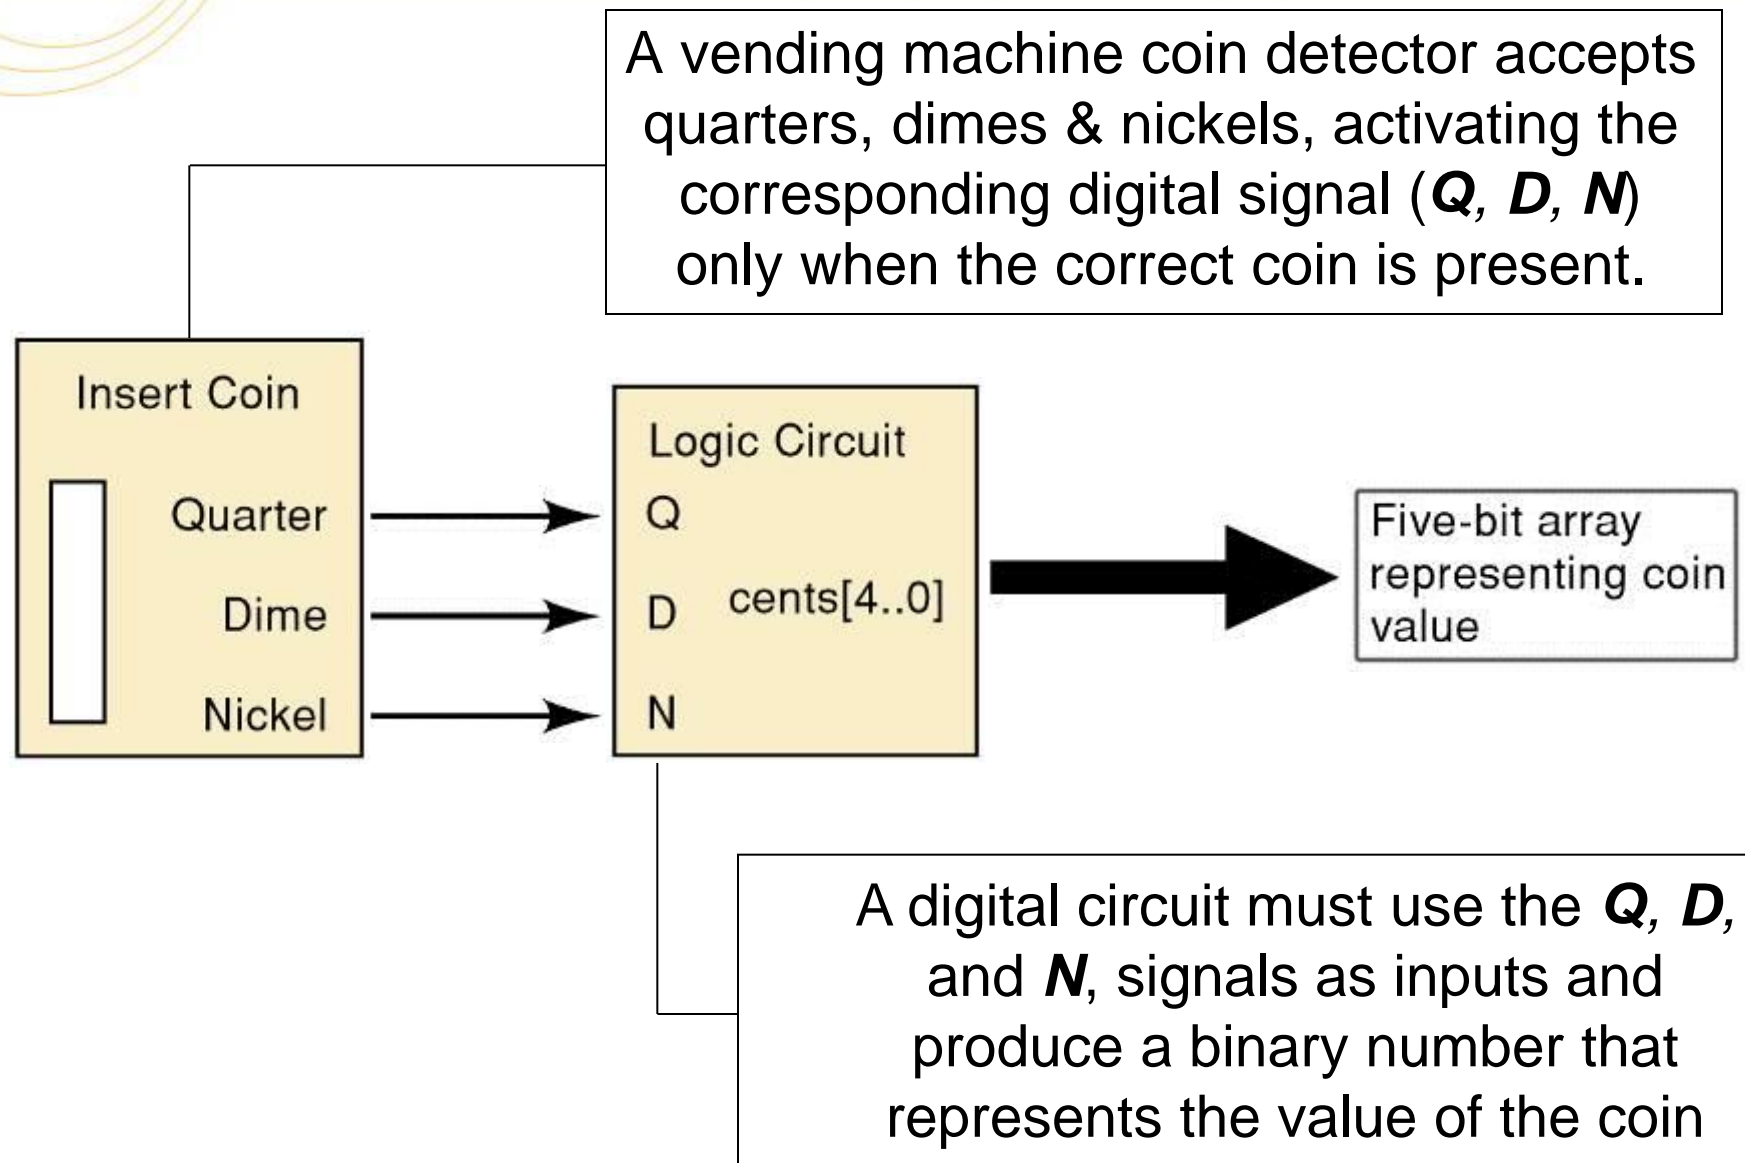 A vending machine coin detector accepts
quarters, dimes & nickels, activating the
corresponding digital signal (Q, D, N)
only when the correct coin is present.
Insert Coin
Quarter
Dime
Nickel
Logic Circuit
Q
D
cents[4..0]
N
Five-bit array
representing coin
value
A digital circuit must use the Q, D,
and N, signals as inputs and
produce a binary number that
represents the value of the coin